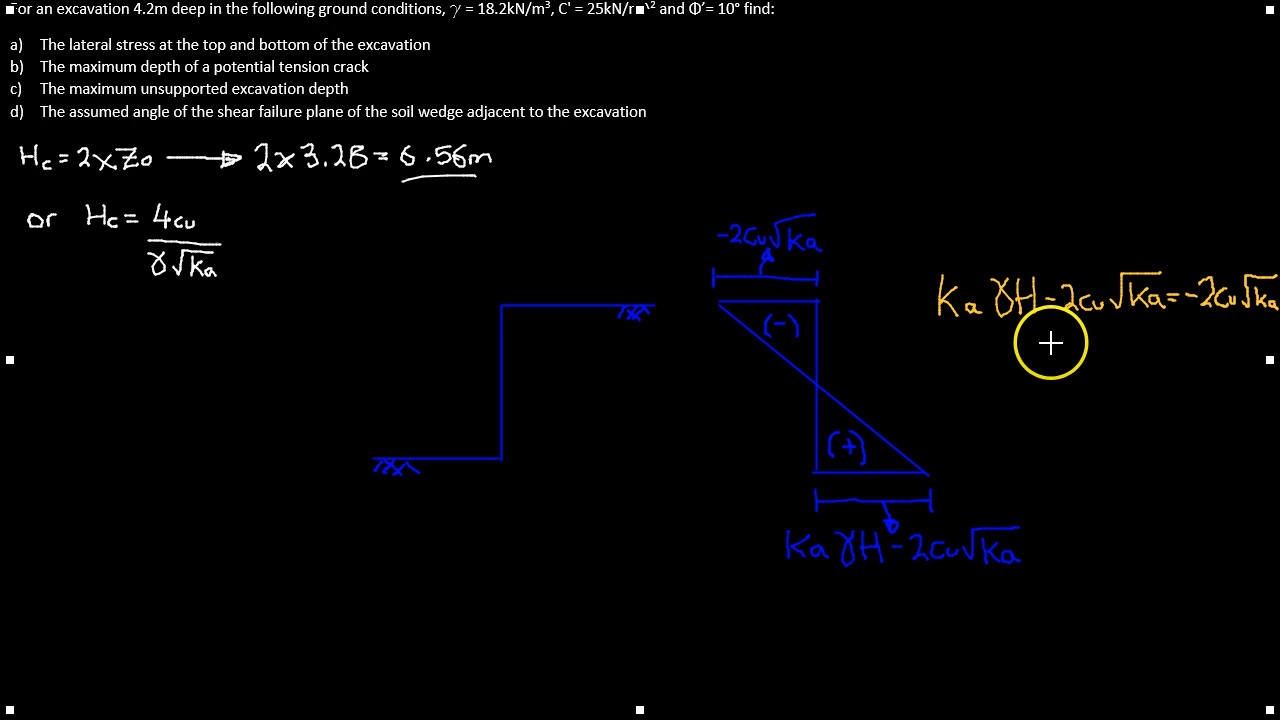 For an excavation 4.2m deep in the following ground conditions, γ = 18.2kN/m³, C' = 25kN/m^2 and Φ′= 10° find:
a) The lateral stress at the top and bottom of the excavation
b) The maximum depth of a potential tension crack
c) The maximum unsupported excavation depth
d) The assumed angle of the shear failure plane of the soil wedge adjacent to the excavation
Hc = 2 x Zo → 2 x 3.28 = 6.56m
or Hc = 4cu / γ√Ka
-2Cu√Ka
Ka γH - 2cu√Ka = -2Cu√Ka
(-)
(+)
Ka γH - 2cu√Ka